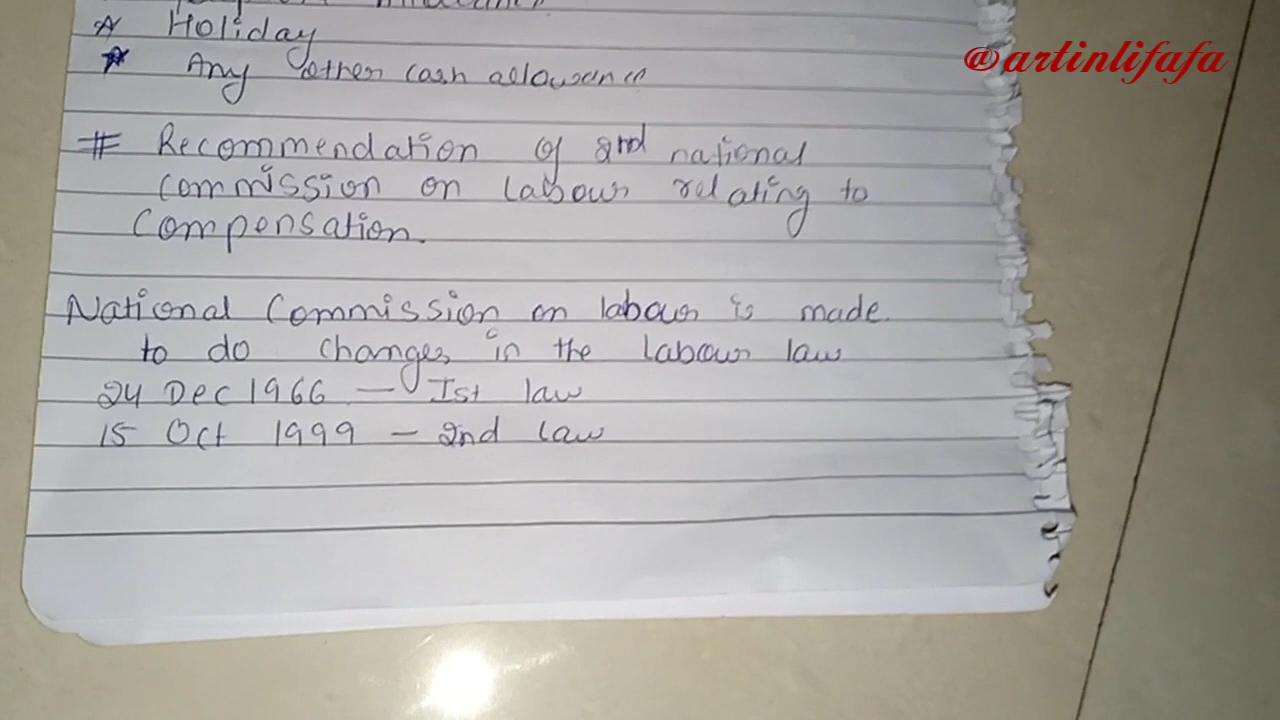 ☆ Holiday
☆ Any other cash allowance
@artinlifafa
# Recommendation of 2nd national
commission on labour relating to
Compensation.
National Commission on labour is made
to do changes in the labour law
24 Dec 1966 — Ist law
15 Oct 1999 — 2nd law